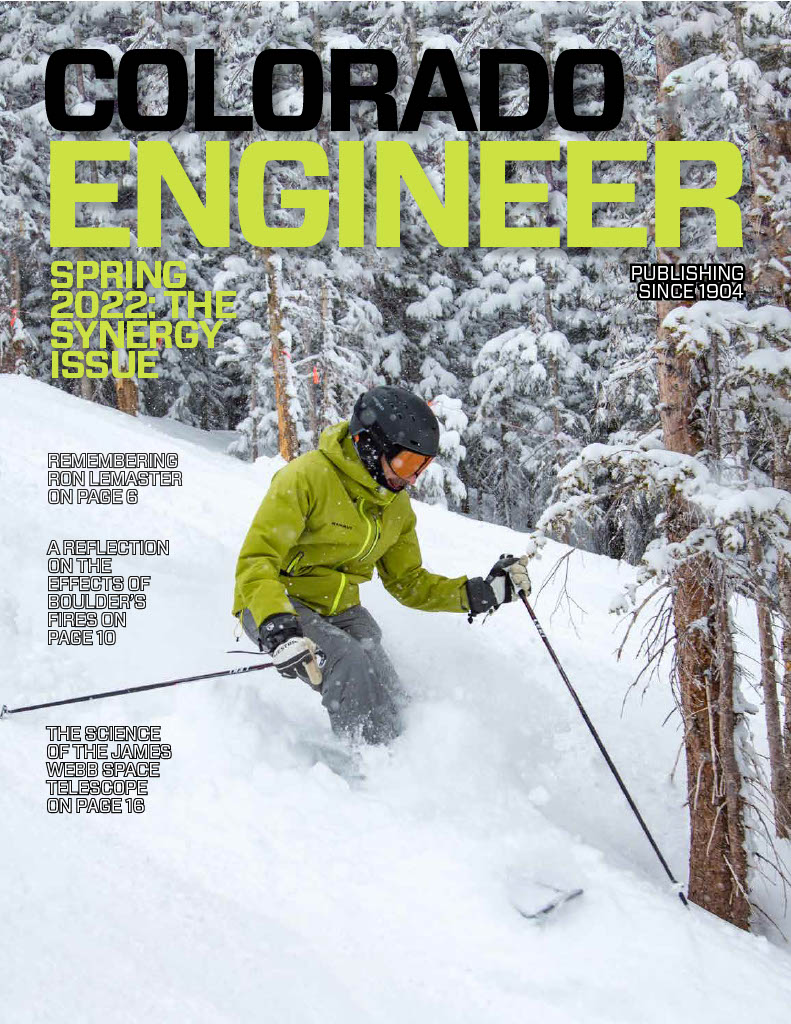 COLORADO
ENGINEER
SPRING
2022: THE
SYNERGY
ISSUE
PUBLISHING
SINCE 1904
REMEMBERING
RON LEMASTER
ON PAGE 6
A REFLECTION
ON THE
EFFECTS OF
BOULDER'S
FIRES ON
PAGE 10
THE SCIENCE
OF THE JAMES
WEBB SPACE
TELESCOPE
ON PAGE 16